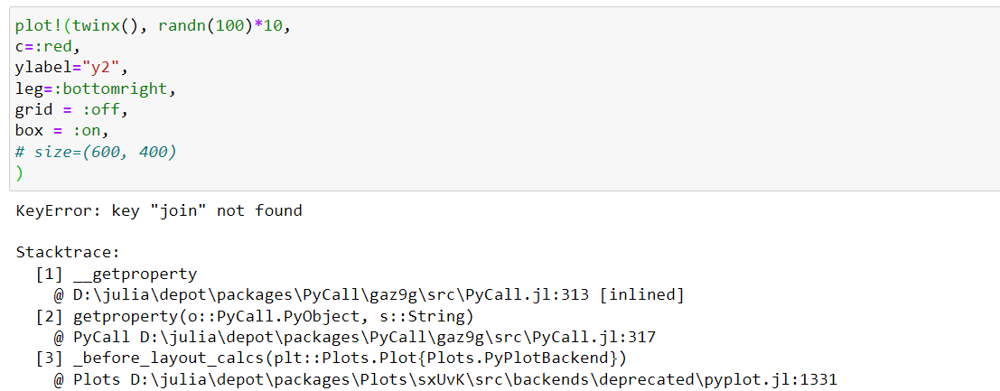 plot!(twinx(), randn(100)*10,
c=:red,
ylabel="y2",
leg=:bottomright,
grid = :off,
box = :on,
# size=(600, 400)
)
KeyError: key "join" not found
Stacktrace:
[1] __getproperty
@ D:\julia\depot\packages\PyCall\gaz9g\src\PyCall.jl:313 [inlined]
[2] getproperty(o::PyCall.PyObject, s::String)
@ PyCall D:\julia\depot\packages\PyCall\gaz9g\src\PyCall.jl:317
[3] _before_layout_calcs(plt::Plots.Plot{Plots.PyPlotBackend})
@ Plots D:\julia\depot\packages\Plots\sxUvK\src\backends\deprecated\pyplot.jl:1331